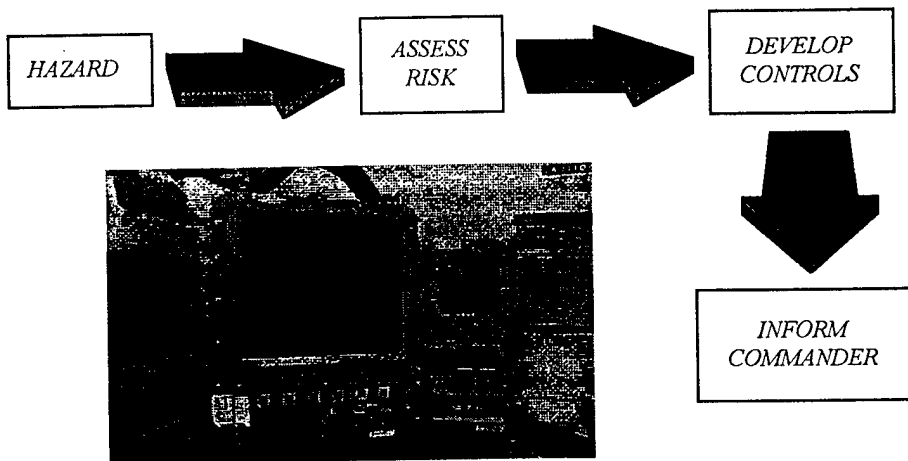 HAZARD
ASSESS
RISK
DEVELOP
CONTROLS
INFORM
COMMANDER